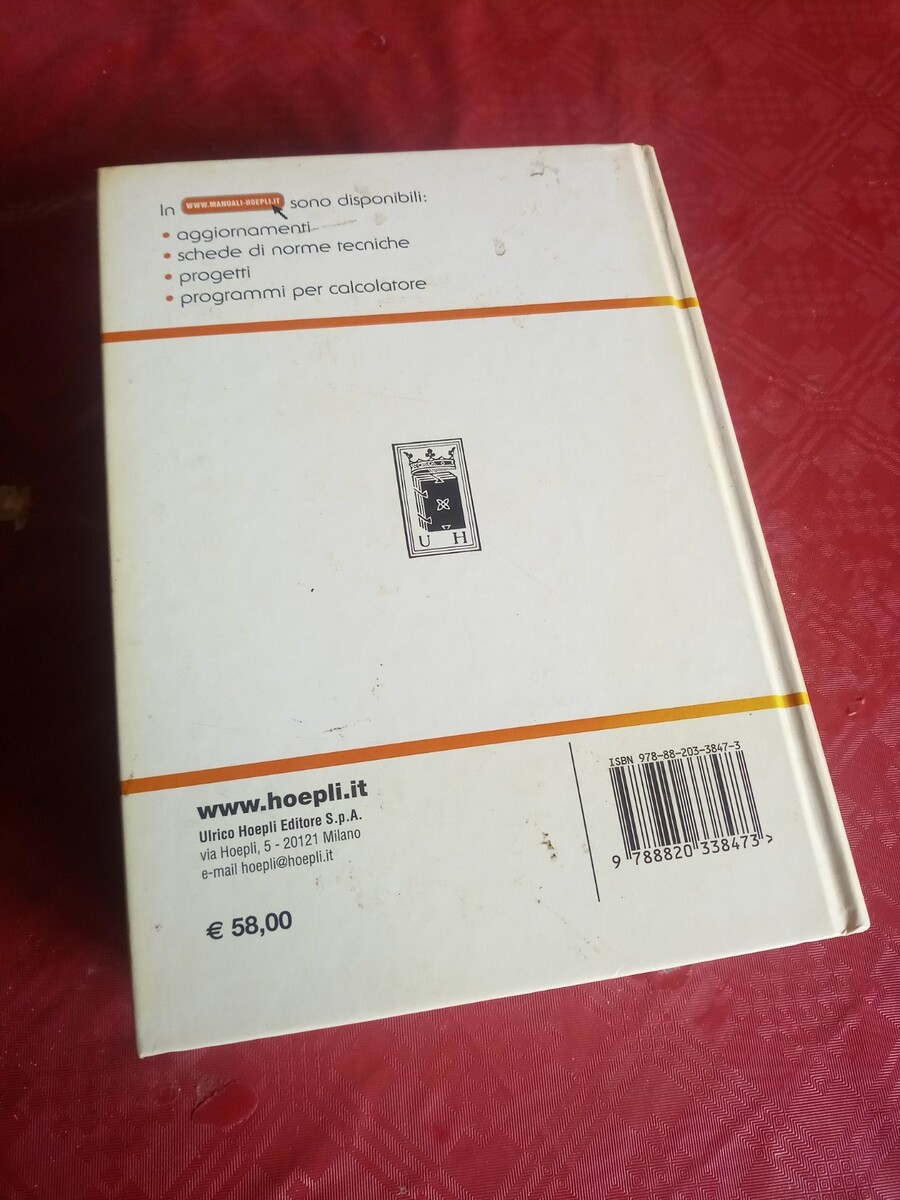 In WWW.MANUALI-HOEPLI.IT sono disponibili:
• aggiornamenti
• schede di norme tecniche
• progetti
• programmi per calcolatore
U H
www.hoepli.it
Ulrico Hoepli Editore S.p.A.
via Hoepli, 5 - 20121 Milano
e-mail hoepli@hoepli.it
€ 58,00
ISBN 978-88-203-3847-3
9 788820 338473 >